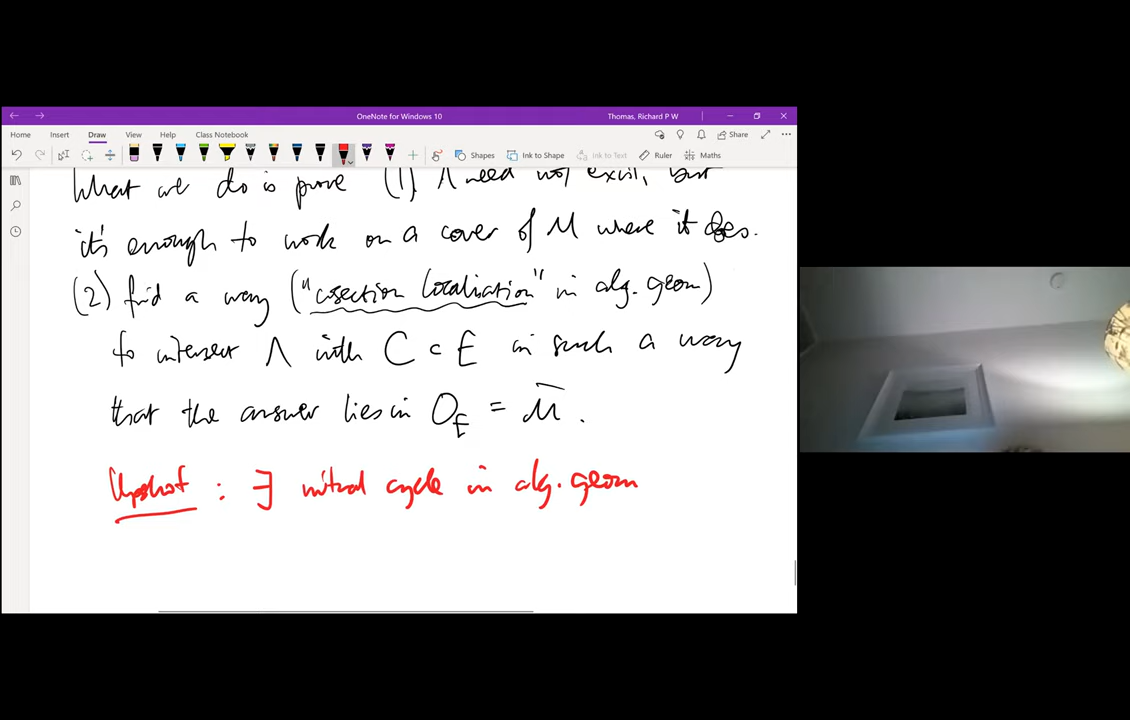 OneNote for Windows 10
Thomas, Richard P W
Home Insert Draw View Help Class Notebook
Shapes Ink to Shape Ink to Text Ruler Maths Share
What we do is prove (1) Λ need not exist, but
it's enough to work on a cover of M where it does.
(2) find a way ("cosection localisation" in alg. geom)
to intersect Λ with C ⊂ E in such a way
that the answer lies in O_E = M.
Upshot : ∃ virtual cycle in alg. geom